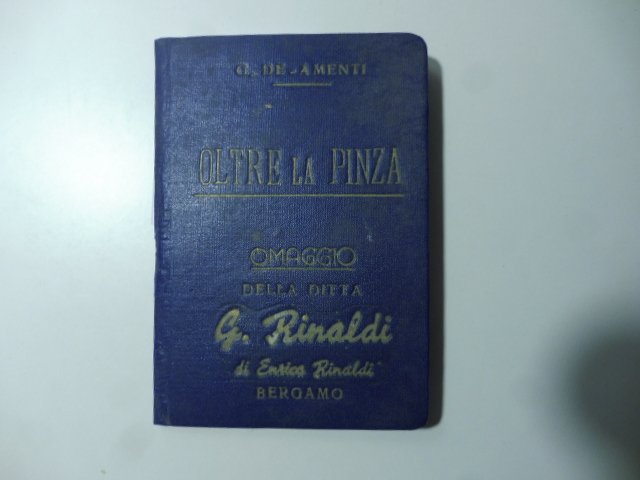 G. DE-AMENTI
OLTRE LA PINZA
OMAGGIO
DELLA DITTA
G. Rinaldi
di Enrico Rinaldi
BERGAMO